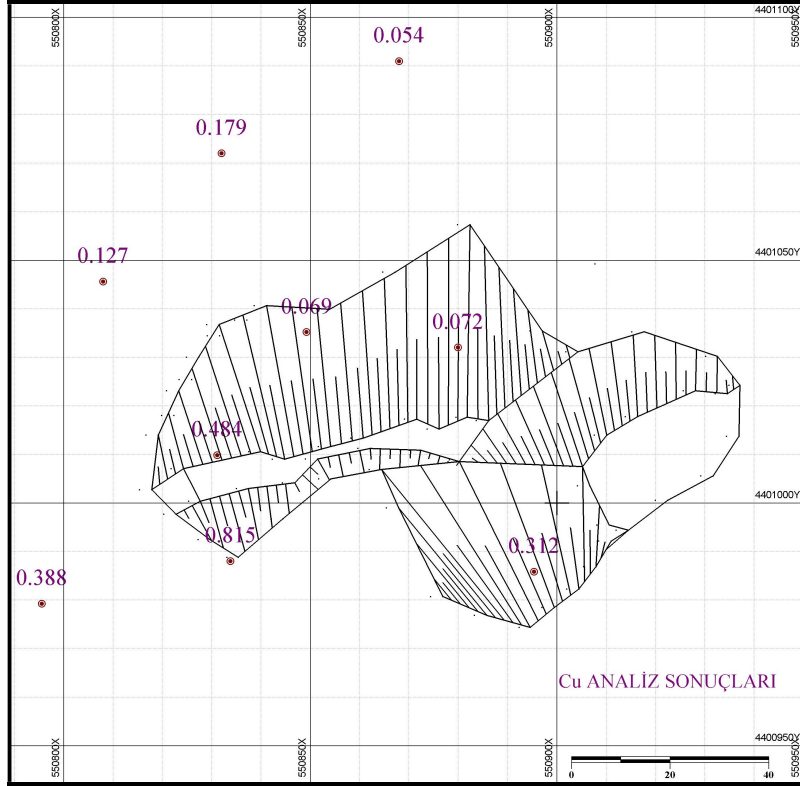 550800X
550850X
550900X
550950X
4401100Y
0.054
0.179
0.127
4401050Y
0.069
0.072
0.484
4401000Y
0.815
0.312
0.388
Cu ANALİZ SONUÇLARI
4400950Y
550800X
550850X
550900X
550950X
0
20
40